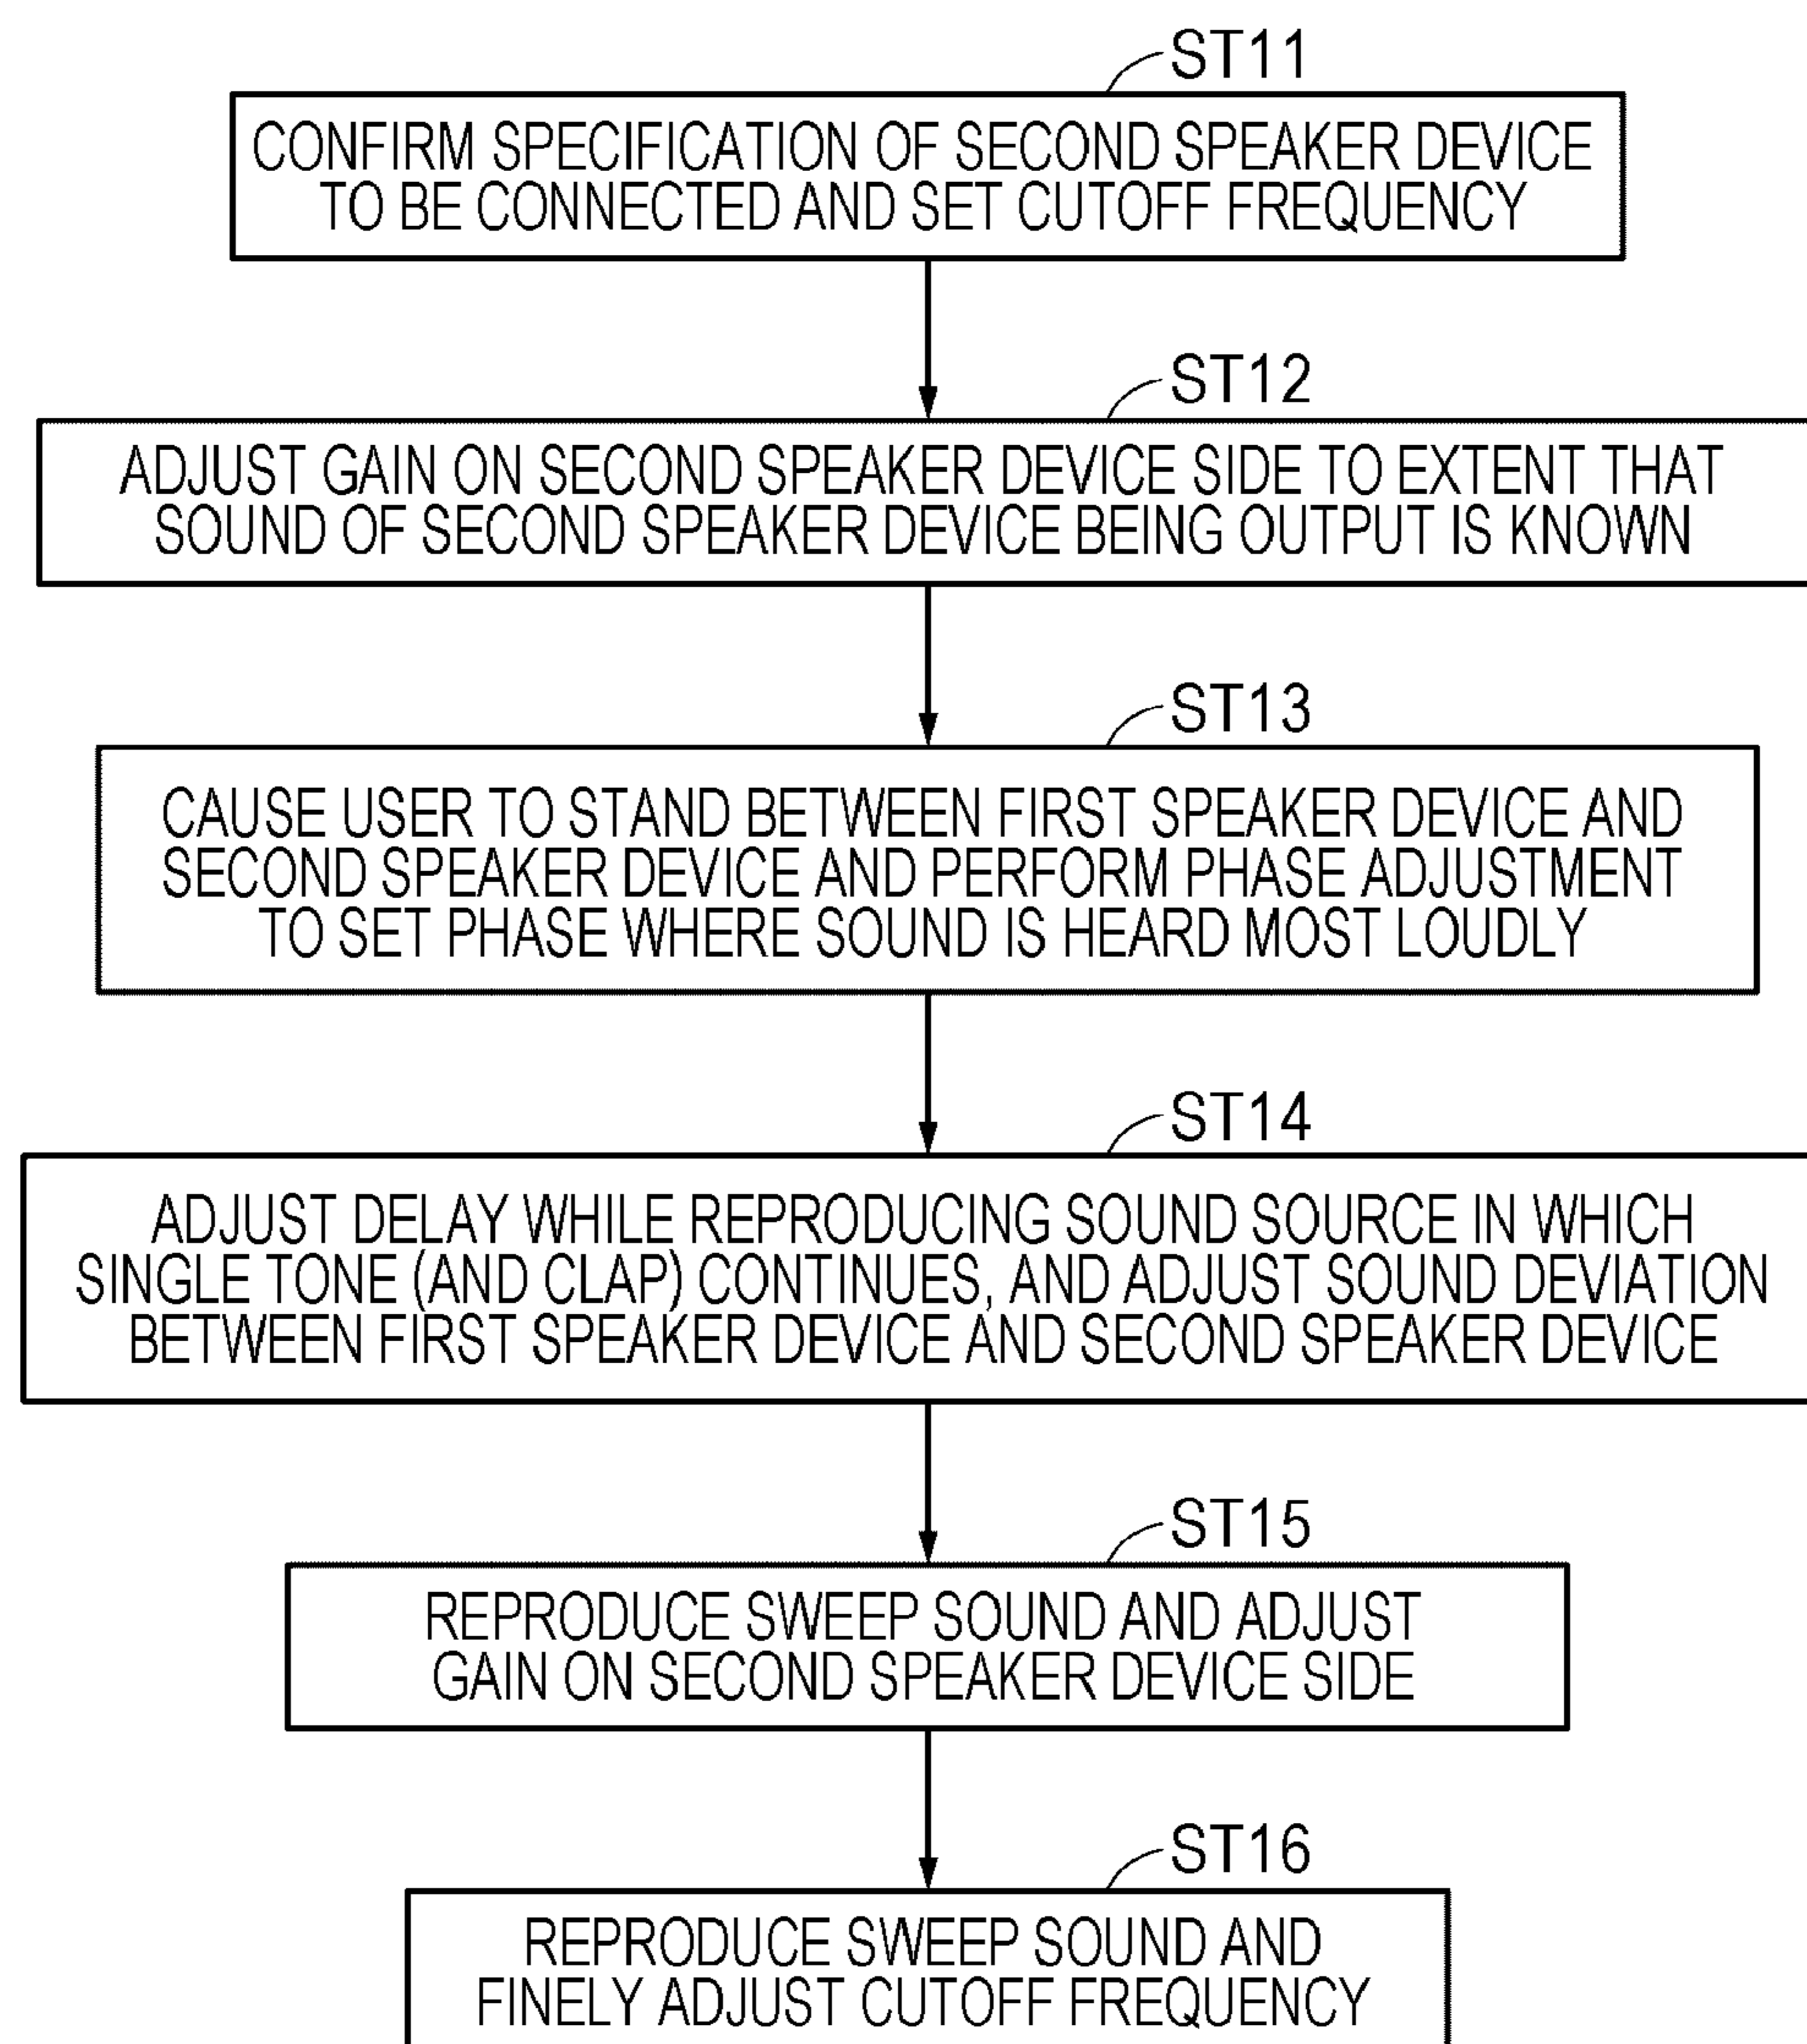 ST11
CONFIRM SPECIFICATION OF SECOND SPEAKER DEVICE
TO BE CONNECTED AND SET CUTOFF FREQUENCY
ST12
ADJUST GAIN ON SECOND SPEAKER DEVICE SIDE TO EXTENT THAT
SOUND OF SECOND SPEAKER DEVICE BEING OUTPUT IS KNOWN
ST13
CAUSE USER TO STAND BETWEEN FIRST SPEAKER DEVICE AND
SECOND SPEAKER DEVICE AND PERFORM PHASE ADJUSTMENT
TO SET PHASE WHERE SOUND IS HEARD MOST LOUDLY
ST14
ADJUST DELAY WHILE REPRODUCING SOUND SOURCE IN WHICH
SINGLE TONE (AND CLAP) CONTINUES, AND ADJUST SOUND DEVIATION
BETWEEN FIRST SPEAKER DEVICE AND SECOND SPEAKER DEVICE
ST15
REPRODUCE SWEEP SOUND AND ADJUST
GAIN ON SECOND SPEAKER DEVICE SIDE
ST16
REPRODUCE SWEEP SOUND AND
FINELY ADJUST CUTOFF FREQUENCY